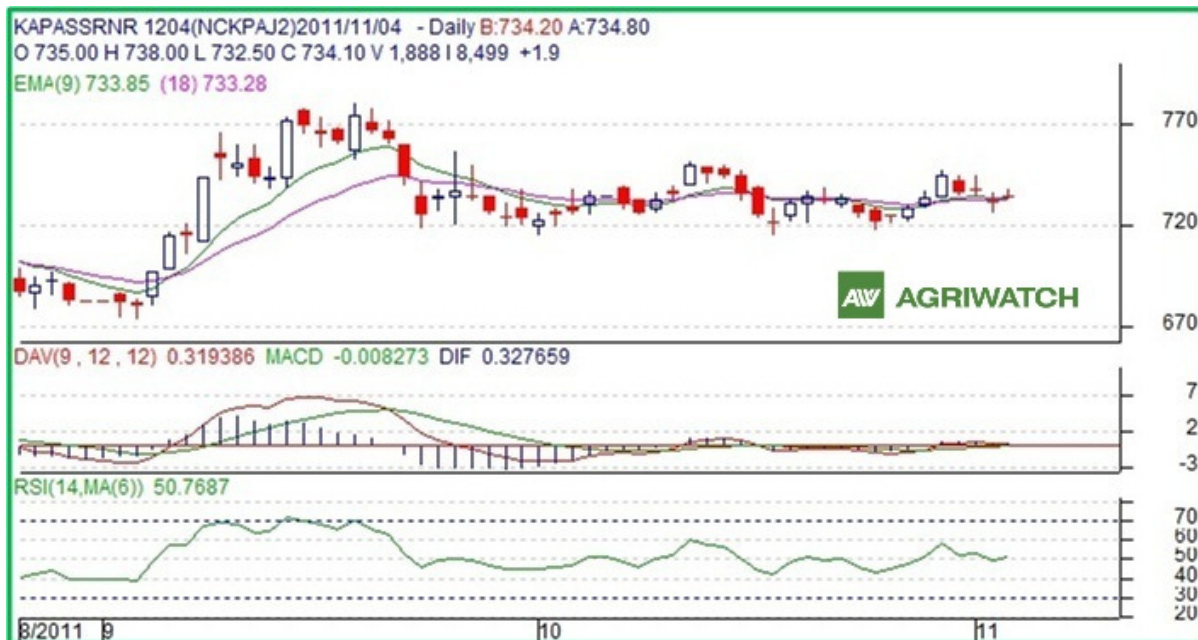 KAPASSRNR 1204(NCKPAJ2)2011/11/04 - Daily B:734.20 A:734.80
O 735.00 H 738.00 L 732.50 C 734.10 V 1,888 I 8,499 +1.9
EMA(9) 733.85 (18) 733.28
770
720
AW AGRIWATCH
670
DAV(9 , 12 , 12) 0.319386 MACD -0.008273 DIF 0.327659
7
2
-3
RSI(14,MA(6)) 50.7687
70
60
50
40
30
20
8/2011 9 10 11